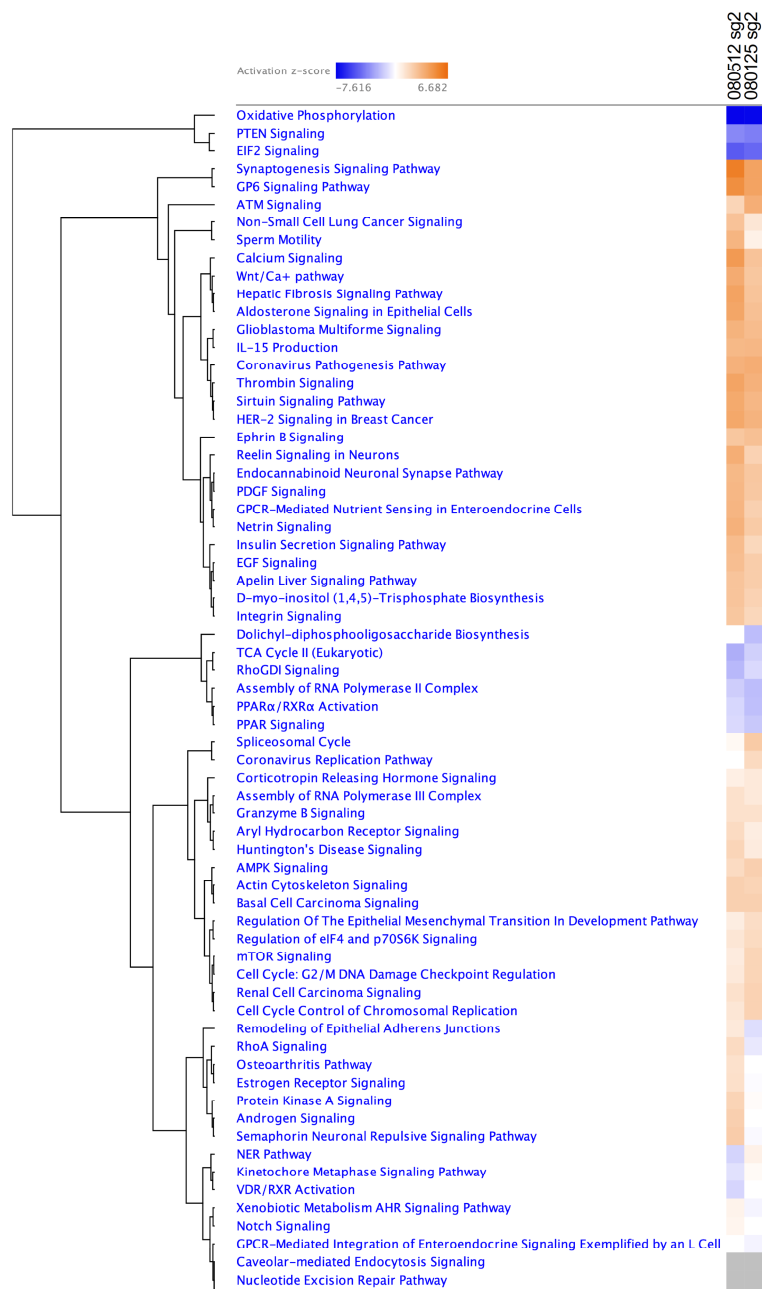 080512 sg2
080125 sg2
Activation z-score
-7.616 6.682
Oxidative Phosphorylation
PTEN Signaling
EIF2 Signaling
Synaptogenesis Signaling Pathway
GP6 Signaling Pathway
ATM Signaling
Non-Small Cell Lung Cancer Signaling
Sperm Motility
Calcium Signaling
Wnt/Ca+ pathway
Hepatic Fibrosis Signaling Pathway
Aldosterone Signaling in Epithelial Cells
Glioblastoma Multiforme Signaling
IL-15 Production
Coronavirus Pathogenesis Pathway
Thrombin Signaling
Sirtuin Signaling Pathway
HER-2 Signaling in Breast Cancer
Ephrin B Signaling
Reelin Signaling in Neurons
Endocannabinoid Neuronal Synapse Pathway
PDGF Signaling
GPCR-Mediated Nutrient Sensing in Enteroendocrine Cells
Netrin Signaling
Insulin Secretion Signaling Pathway
EGF Signaling
Apelin Liver Signaling Pathway
D-myo-inositol (1,4,5)-Trisphosphate Biosynthesis
Integrin Signaling
Dolichyl-diphosphooligosaccharide Biosynthesis
TCA Cycle II (Eukaryotic)
RhoGDI Signaling
Assembly of RNA Polymerase II Complex
PPARα/RXRα Activation
PPAR Signaling
Spliceosomal Cycle
Coronavirus Replication Pathway
Corticotropin Releasing Hormone Signaling
Assembly of RNA Polymerase III Complex
Granzyme B Signaling
Aryl Hydrocarbon Receptor Signaling
Huntington's Disease Signaling
AMPK Signaling
Actin Cytoskeleton Signaling
Basal Cell Carcinoma Signaling
Regulation Of The Epithelial Mesenchymal Transition In Development Pathway
Regulation of eIF4 and p70S6K Signaling
mTOR Signaling
Cell Cycle: G2/M DNA Damage Checkpoint Regulation
Renal Cell Carcinoma Signaling
Cell Cycle Control of Chromosomal Replication
Remodeling of Epithelial Adherens Junctions
RhoA Signaling
Osteoarthritis Pathway
Estrogen Receptor Signaling
Protein Kinase A Signaling
Androgen Signaling
Semaphorin Neuronal Repulsive Signaling Pathway
NER Pathway
Kinetochore Metaphase Signaling Pathway
VDR/RXR Activation
Xenobiotic Metabolism AHR Signaling Pathway
Notch Signaling
GPCR-Mediated Integration of Enteroendocrine Signaling Exemplified by an L Cell
Caveolar-mediated Endocytosis Signaling
Nucleotide Excision Repair Pathway